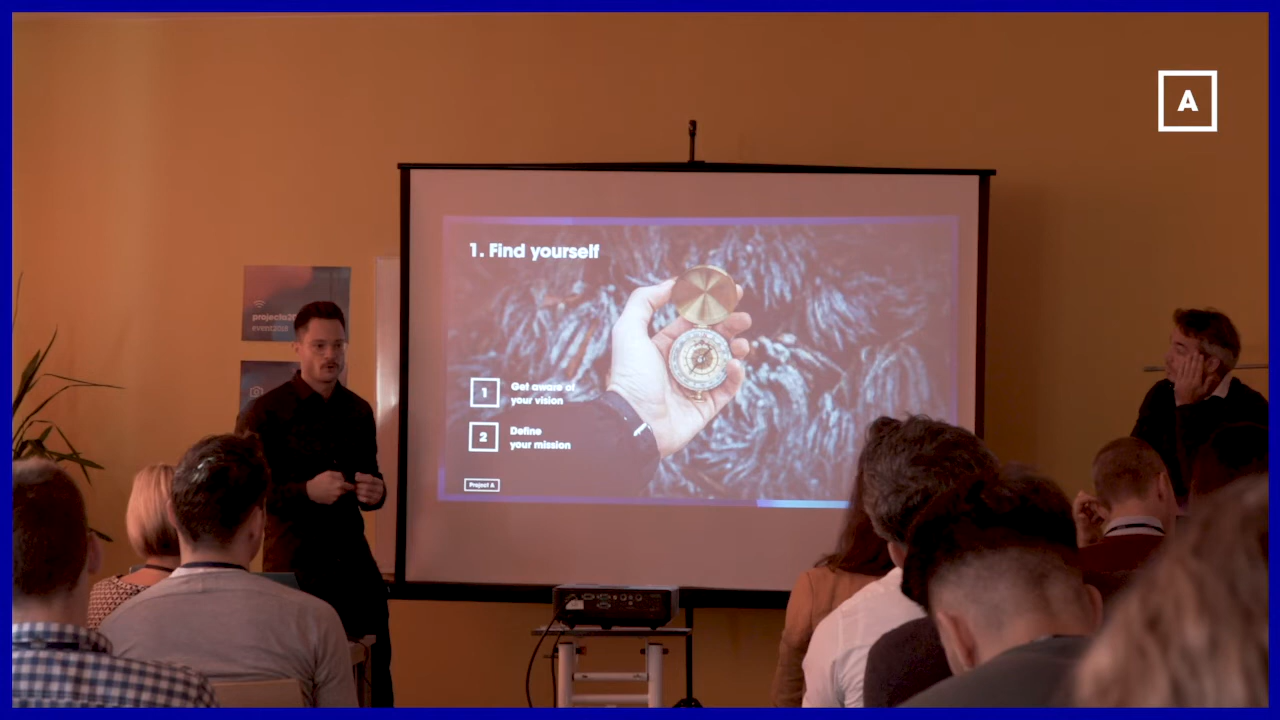 A
1. Find yourself
1
Get aware of
your vision
2
Define
your mission
Project A